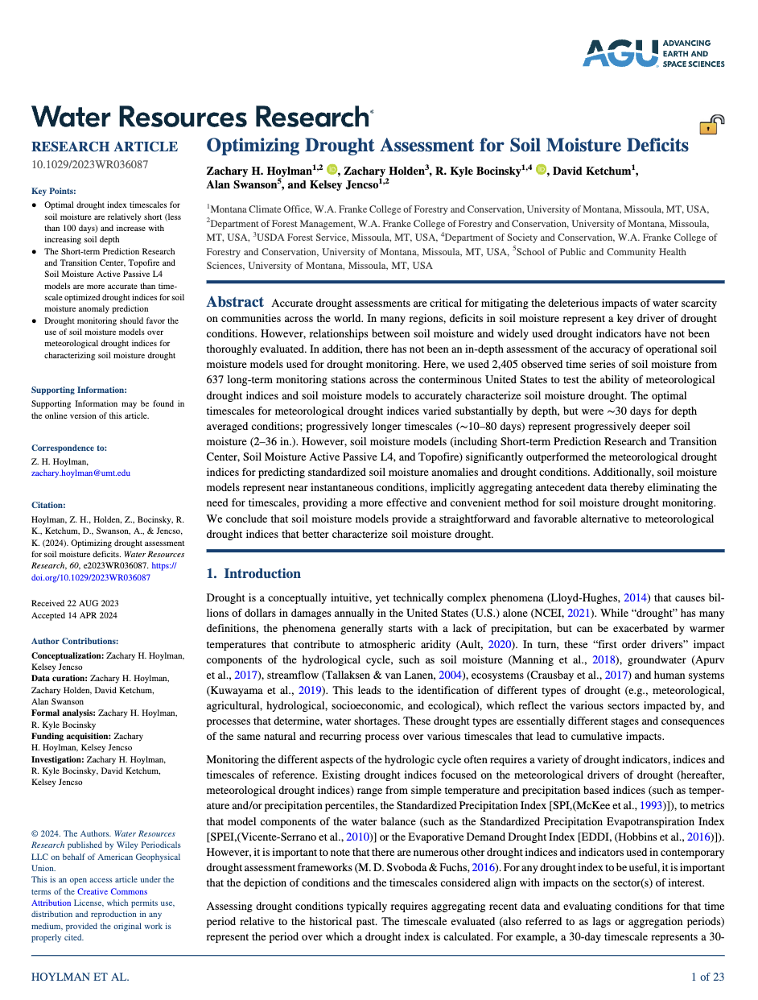 AGU ADVANCING
EARTH AND
SPACE SCIENCES
Water Resources Research®
RESEARCH ARTICLE
10.1029/2023WR036087
Key Points:
• Optimal drought index timescales for
soil moisture are relatively short (less
than 100 days) and increase with
increasing soil depth
• The Short-term Prediction Research
and Transition Center, Topofire and
Soil Moisture Active Passive L4
models are more accurate than time-
scale optimized drought indices for soil
moisture anomaly prediction
• Drought monitoring should favor the
use of soil moisture models over
meteorological drought indices for
characterizing soil moisture drought
Supporting Information:
Supporting Information may be found in
the online version of this article.
Correspondence to:
Z. H. Hoylman,
zachary.hoylman@umt.edu
Citation:
Hoylman, Z. H., Holden, Z., Bocinsky, R.
K., Ketchum, D., Swanson, A., & Jencso,
K. (2024). Optimizing drought assessment
for soil moisture deficits. Water Resources
Research, 60, e2023WR036087. https://
doi.org/10.1029/2023WR036087
Received 22 AUG 2023
Accepted 14 APR 2024
Author Contributions:
Conceptualization: Zachary H. Hoylman,
Kelsey Jencso
Data curation: Zachary H. Hoylman,
Zachary Holden, David Ketchum,
Alan Swanson
Formal analysis: Zachary H. Hoylman,
R. Kyle Bocinsky
Funding acquisition: Zachary
H. Hoylman, Kelsey Jencso
Investigation: Zachary H. Hoylman,
R. Kyle Bocinsky, David Ketchum,
Kelsey Jencso
© 2024. The Authors. Water Resources
Research published by Wiley Periodicals
LLC on behalf of American Geophysical
Union.
This is an open access article under the
terms of the Creative Commons
Attribution License, which permits use,
distribution and reproduction in any
medium, provided the original work is
properly cited.
Optimizing Drought Assessment for Soil Moisture Deficits
Zachary H. Hoylman1,2 iD, Zachary Holden3, R. Kyle Bocinsky1,4 iD, David Ketchum1,
Alan Swanson5, and Kelsey Jencso1,2
1Montana Climate Office, W.A. Franke College of Forestry and Conservation, University of Montana, Missoula, MT, USA,
2Department of Forest Management, W.A. Franke College of Forestry and Conservation, University of Montana, Missoula,
MT, USA, 3USDA Forest Service, Missoula, MT, USA, 4Department of Society and Conservation, W.A. Franke College of
Forestry and Conservation, University of Montana, Missoula, MT, USA, 5School of Public and Community Health
Sciences, University of Montana, Missoula, MT, USA
Abstract Accurate drought assessments are critical for mitigating the deleterious impacts of water scarcity
on communities across the world. In many regions, deficits in soil moisture represent a key driver of drought
conditions. However, relationships between soil moisture and widely used drought indicators have not been
thoroughly evaluated. In addition, there has not been an in-depth assessment of the accuracy of operational soil
moisture models used for drought monitoring. Here, we used 2,405 observed time series of soil moisture from
637 long-term monitoring stations across the conterminous United States to test the ability of meteorological
drought indices and soil moisture models to accurately characterize soil moisture drought. The optimal
timescales for meteorological drought indices varied substantially by depth, but were ~30 days for depth
averaged conditions; progressively longer timescales (~10–80 days) represent progressively deeper soil
moisture (2–36 in.). However, soil moisture models (including Short-term Prediction Research and Transition
Center, Soil Moisture Active Passive L4, and Topofire) significantly outperformed the meteorological drought
indices for predicting standardized soil moisture anomalies and drought conditions. Additionally, soil moisture
models represent near instantaneous conditions, implicitly aggregating antecedent data thereby eliminating the
need for timescales, providing a more effective and convenient method for soil moisture drought monitoring.
We conclude that soil moisture models provide a straightforward and favorable alternative to meteorological
drought indices that better characterize soil moisture drought.
1. Introduction
Drought is a conceptually intuitive, yet technically complex phenomena (Lloyd-Hughes, 2014) that causes bil-
lions of dollars in damages annually in the United States (U.S.) alone (NCEI, 2021). While “drought” has many
definitions, the phenomena generally starts with a lack of precipitation, but can be exacerbated by warmer
temperatures that contribute to atmospheric aridity (Ault, 2020). In turn, these “first order drivers” impact
components of the hydrological cycle, such as soil moisture (Manning et al., 2018), groundwater (Apurv
et al., 2017), streamflow (Tallaksen & van Lanen, 2004), ecosystems (Crausbay et al., 2017) and human systems
(Kuwayama et al., 2019). This leads to the identification of different types of drought (e.g., meteorological,
agricultural, hydrological, socioeconomic, and ecological), which reflect the various sectors impacted by, and
processes that determine, water shortages. These drought types are essentially different stages and consequences
of the same natural and recurring process over various timescales that lead to cumulative impacts.
Monitoring the different aspects of the hydrologic cycle often requires a variety of drought indicators, indices and
timescales of reference. Existing drought indices focused on the meteorological drivers of drought (hereafter,
meteorological drought indices) range from simple temperature and precipitation based indices (such as temper-
ature and/or precipitation percentiles, the Standardized Precipitation Index [SPI,(McKee et al., 1993)]), to metrics
that model components of the water balance (such as the Standardized Precipitation Evapotranspiration Index
[SPEI,(Vicente-Serrano et al., 2010)] or the Evaporative Demand Drought Index [EDDI, (Hobbins et al., 2016)]).
However, it is important to note that there are numerous other drought indices and indicators used in contemporary
drought assessment frameworks (M. D. Svoboda & Fuchs, 2016). For any drought index to be useful, it is important
that the depiction of conditions and the timescales considered align with impacts on the sector(s) of interest.
Assessing drought conditions typically requires aggregating recent data and evaluating conditions for that time
period relative to the historical past. The timescale evaluated (also referred to as lags or aggregation periods)
represent the period over which a drought index is calculated. For example, a 30-day timescale represents a 30-
HOYLMAN ET AL.
1 of 23